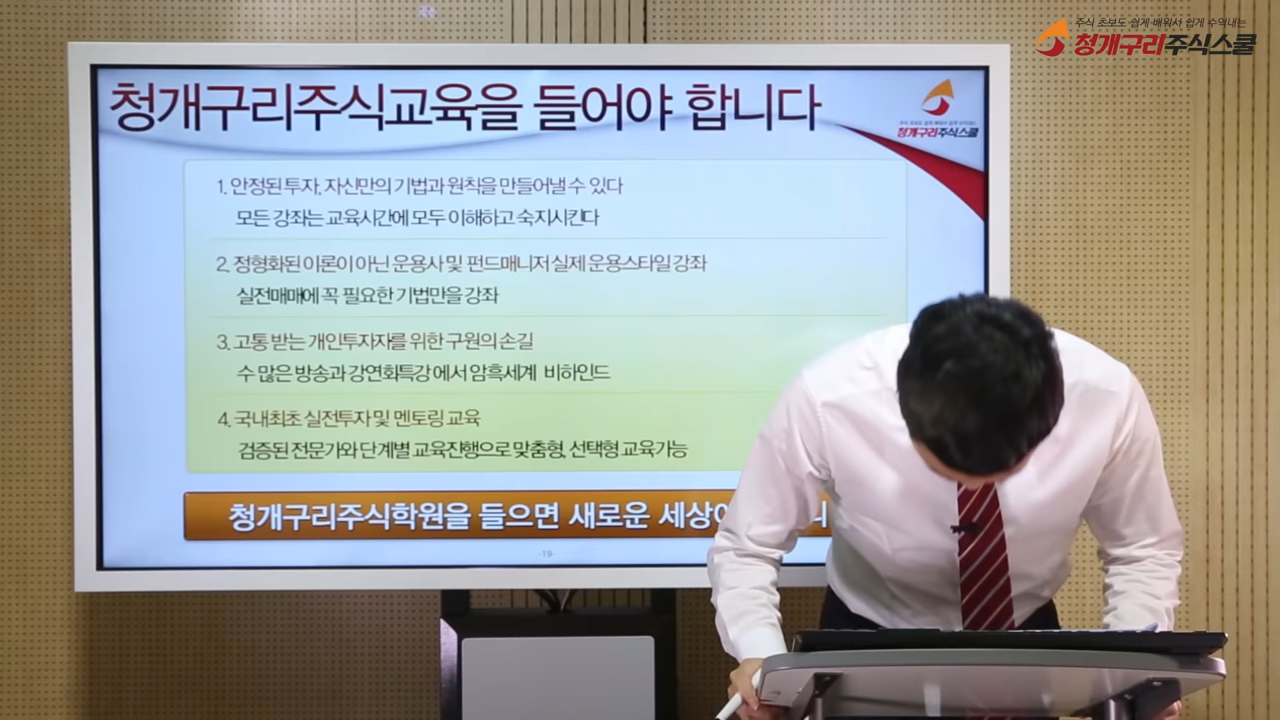 주식 초보도 쉽게 배워서 쉽게 수익내는
청개구리주식스쿨
청개구리주식교육을 들어야 합니다
청개구리주식스쿨
1. 안정된 투자, 자신만의 기법과 원칙을 만들어낼 수 있다
모든 강좌는 교육시간에 모두 이해하고 숙지시킨다
2. 정형화된 이론이 아닌 운용사 및 펀드매니저 실제 운용스타일 강좌
실전매매에 꼭 필요한 기법만을 강좌
3. 고통 받는 개인투자자를 위한 구원의 손길
수 많은 방송과 강연회특강 에서 암흑세계 비하인드
4. 국내최초 실전투자 및 멘토링 교육
검증된 전문가와 단계별 교육진행으로 맞춤형, 선택형 교육가능
청개구리주식학원을 들으면 새로운
-19-